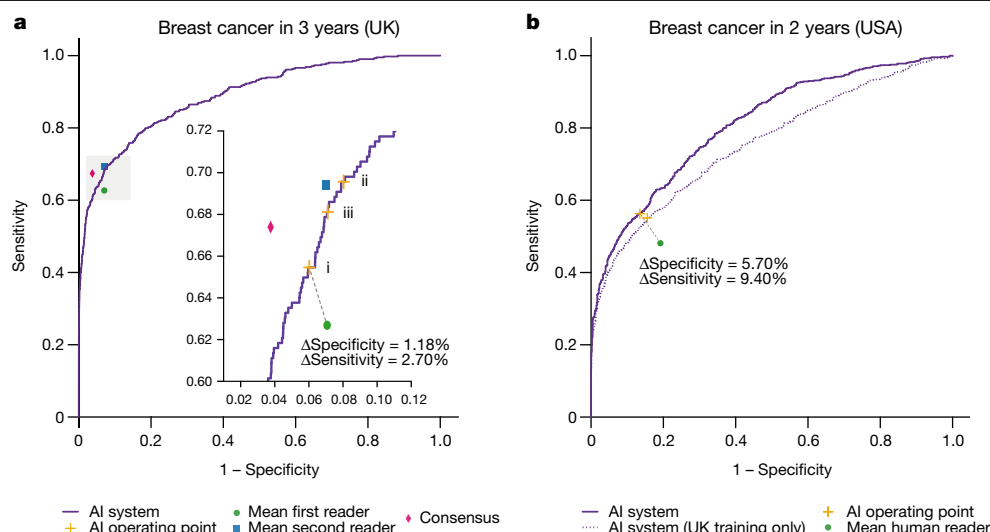 a
Breast cancer in 3 years (UK)
1.0
0.8
0.6
0.4
0.2
0
Sensitivity
0 0.2 0.4 0.6 0.8 1.0
1 – Specificity
0.72
0.70
0.68
0.66
0.64
0.62
0.60
0.02 0.04 0.06 0.08 0.10 0.12
ii
iii
i
ΔSpecificity = 1.18%
ΔSensitivity = 2.70%
AI system
AI operating point
Mean first reader
Mean second reader
Consensus
b
Breast cancer in 2 years (USA)
1.0
0.8
0.6
0.4
0.2
0
Sensitivity
0 0.2 0.4 0.6 0.8 1.0
1 – Specificity
ΔSpecificity = 5.70%
ΔSensitivity = 9.40%
AI system
AI system (UK training only)
AI operating point
Mean human reader